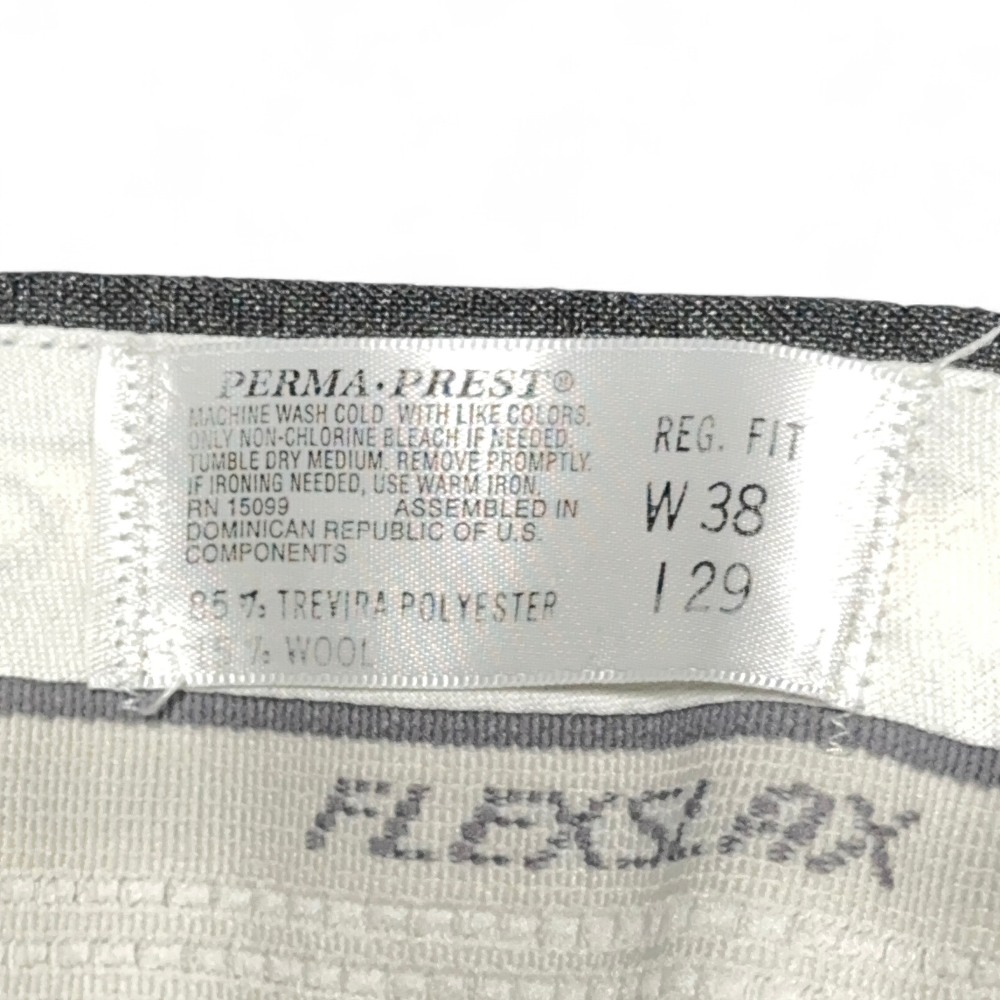 PERMA·PREST®
MACHINE WASH COLD WITH LIKE COLORS.
ONLY NON-CHLORINE BLEACH IF NEEDED.
TUMBLE DRY MEDIUM. REMOVE PROMPTLY.
IF IRONING NEEDED, USE WARM IRON.
RN 15099 ASSEMBLED IN
DOMINICAN REPUBLIC OF U.S.
COMPONENTS
85% TREVIRA POLYESTER
% WOOL
REG. FIT
W 38
I 29
FLEXSLAX